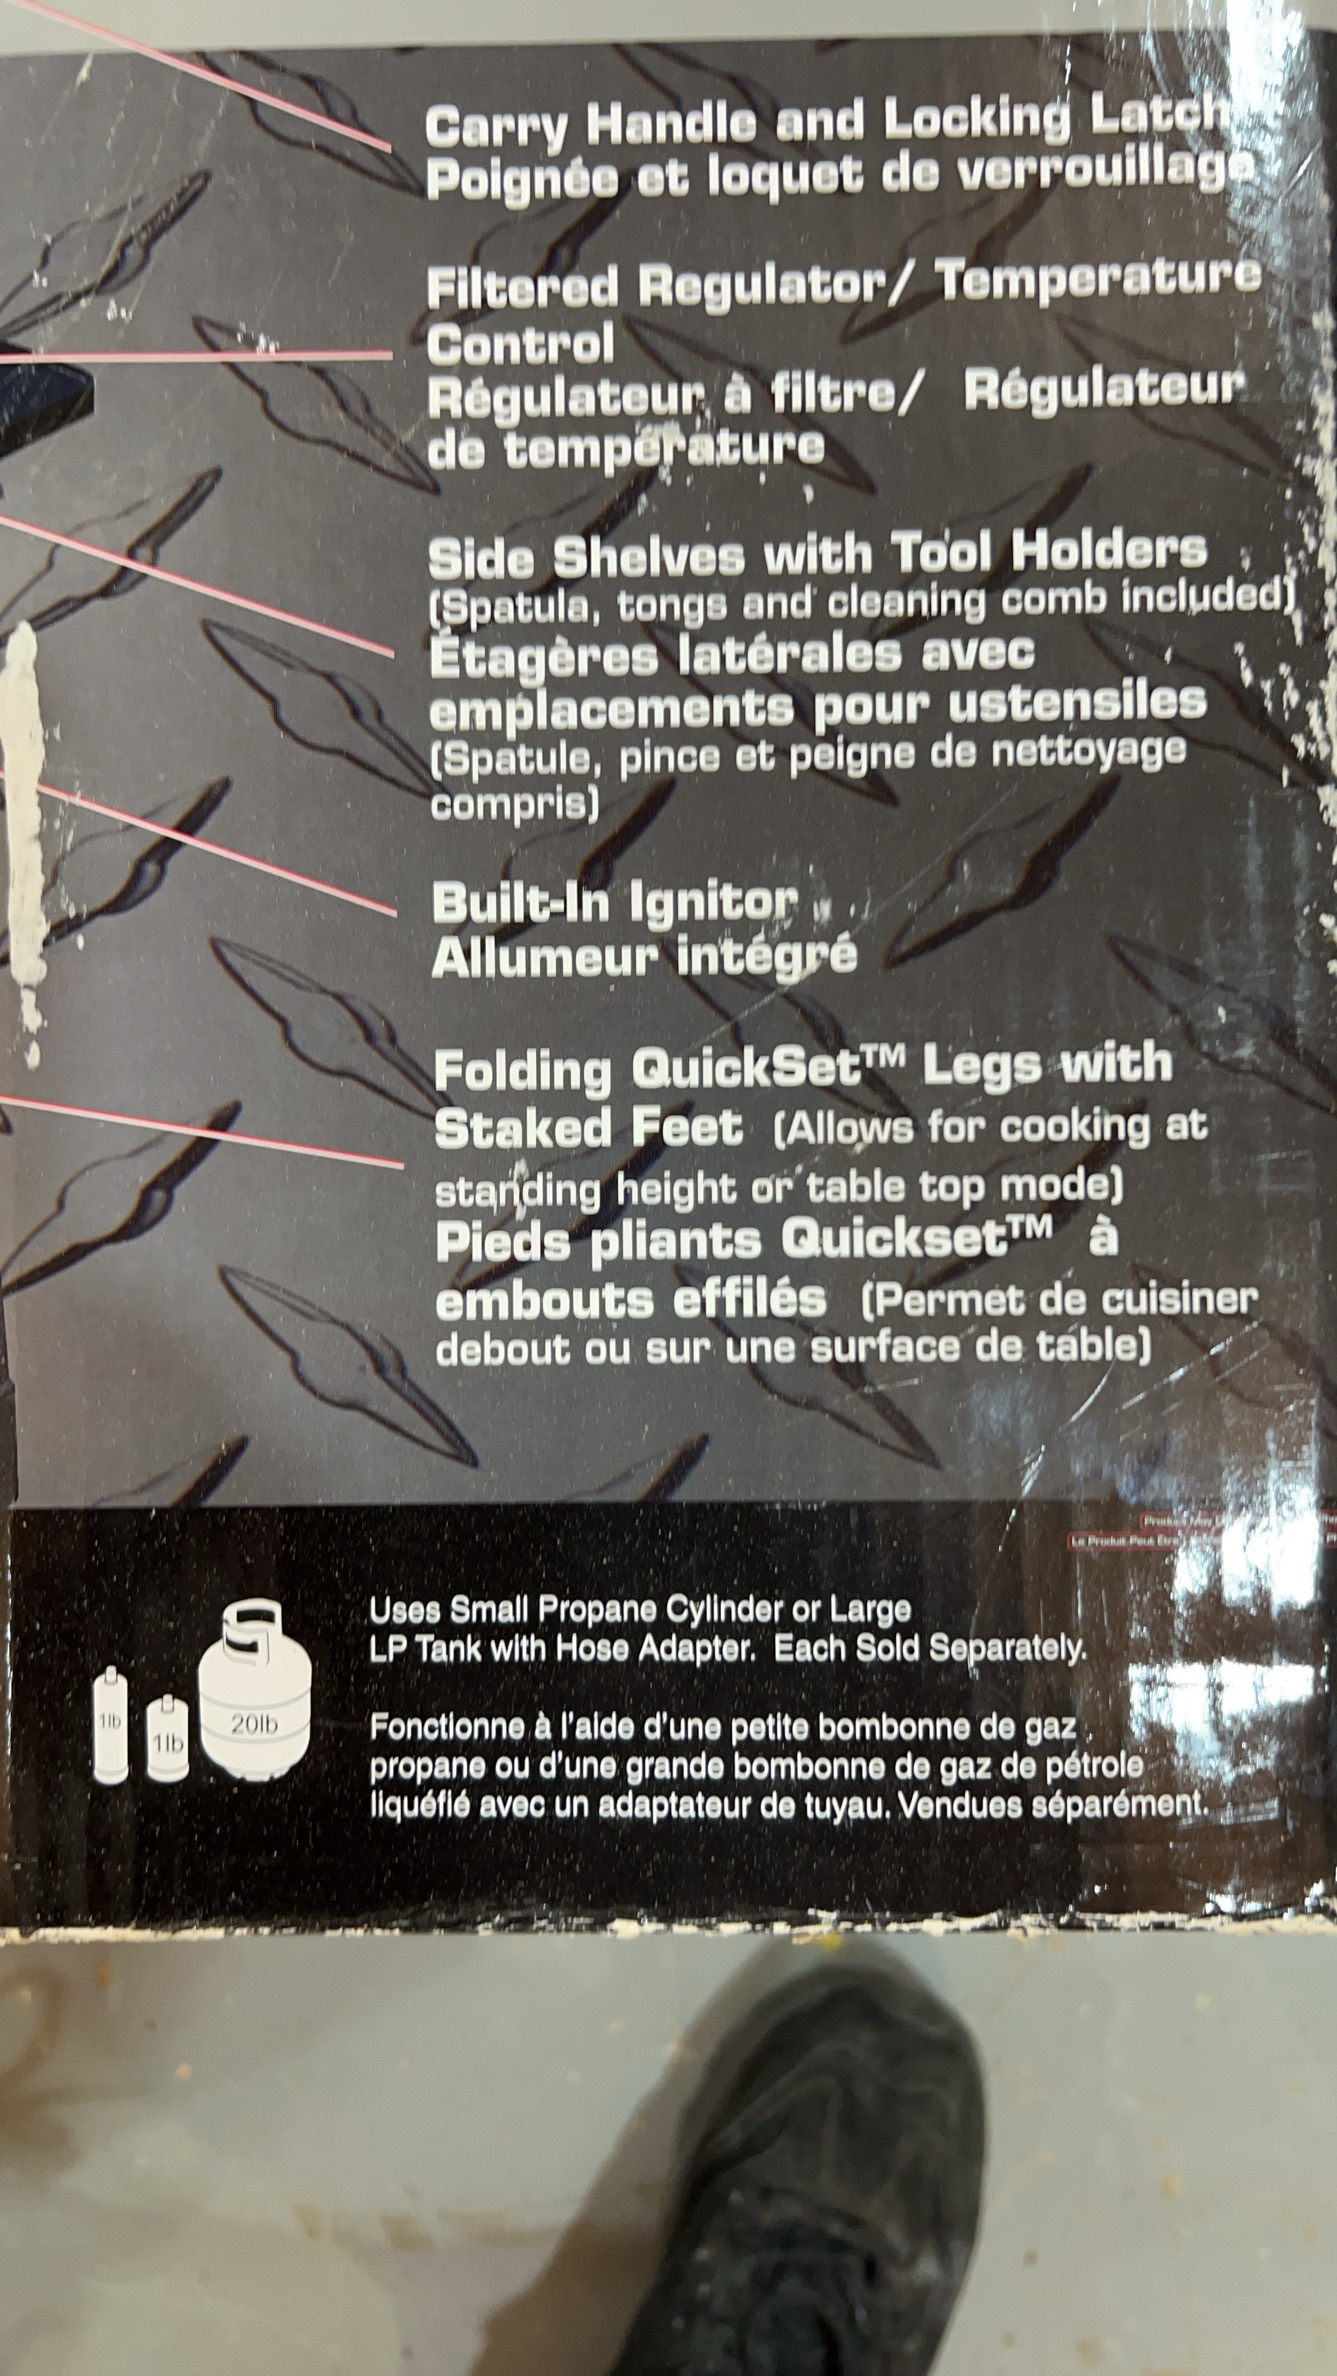 Carry Handle and Locking Latch
Poignée et loquet de verrouillage
Filtered Regulator/ Temperature
Control
Régulateur à filtre/ Régulateur
de température
Side Shelves with Tool Holders
(Spatula, tongs and cleaning comb included)
Étagères latérales avec
emplacements pour ustensiles
(Spatule, pince et peigne de nettoyage
compris)
Built-In Ignitor
Allumeur intégré
Folding QuickSet™ Legs with
Staked Feet (Allows for cooking at
standing height or table top mode)
Pieds pliants Quickset™ à
embouts effilés (Permet de cuisiner
debout ou sur une surface de table)
Product May
Le Produit Peut Être
1lb
1lb
20lb
Uses Small Propane Cylinder or Large
LP Tank with Hose Adapter. Each Sold Separately.
Fonctionne à l'aide d'une petite bombonne de gaz
propane ou d'une grande bombonne de gaz de pétrole
liquéfié avec un adaptateur de tuyau. Vendues séparément.